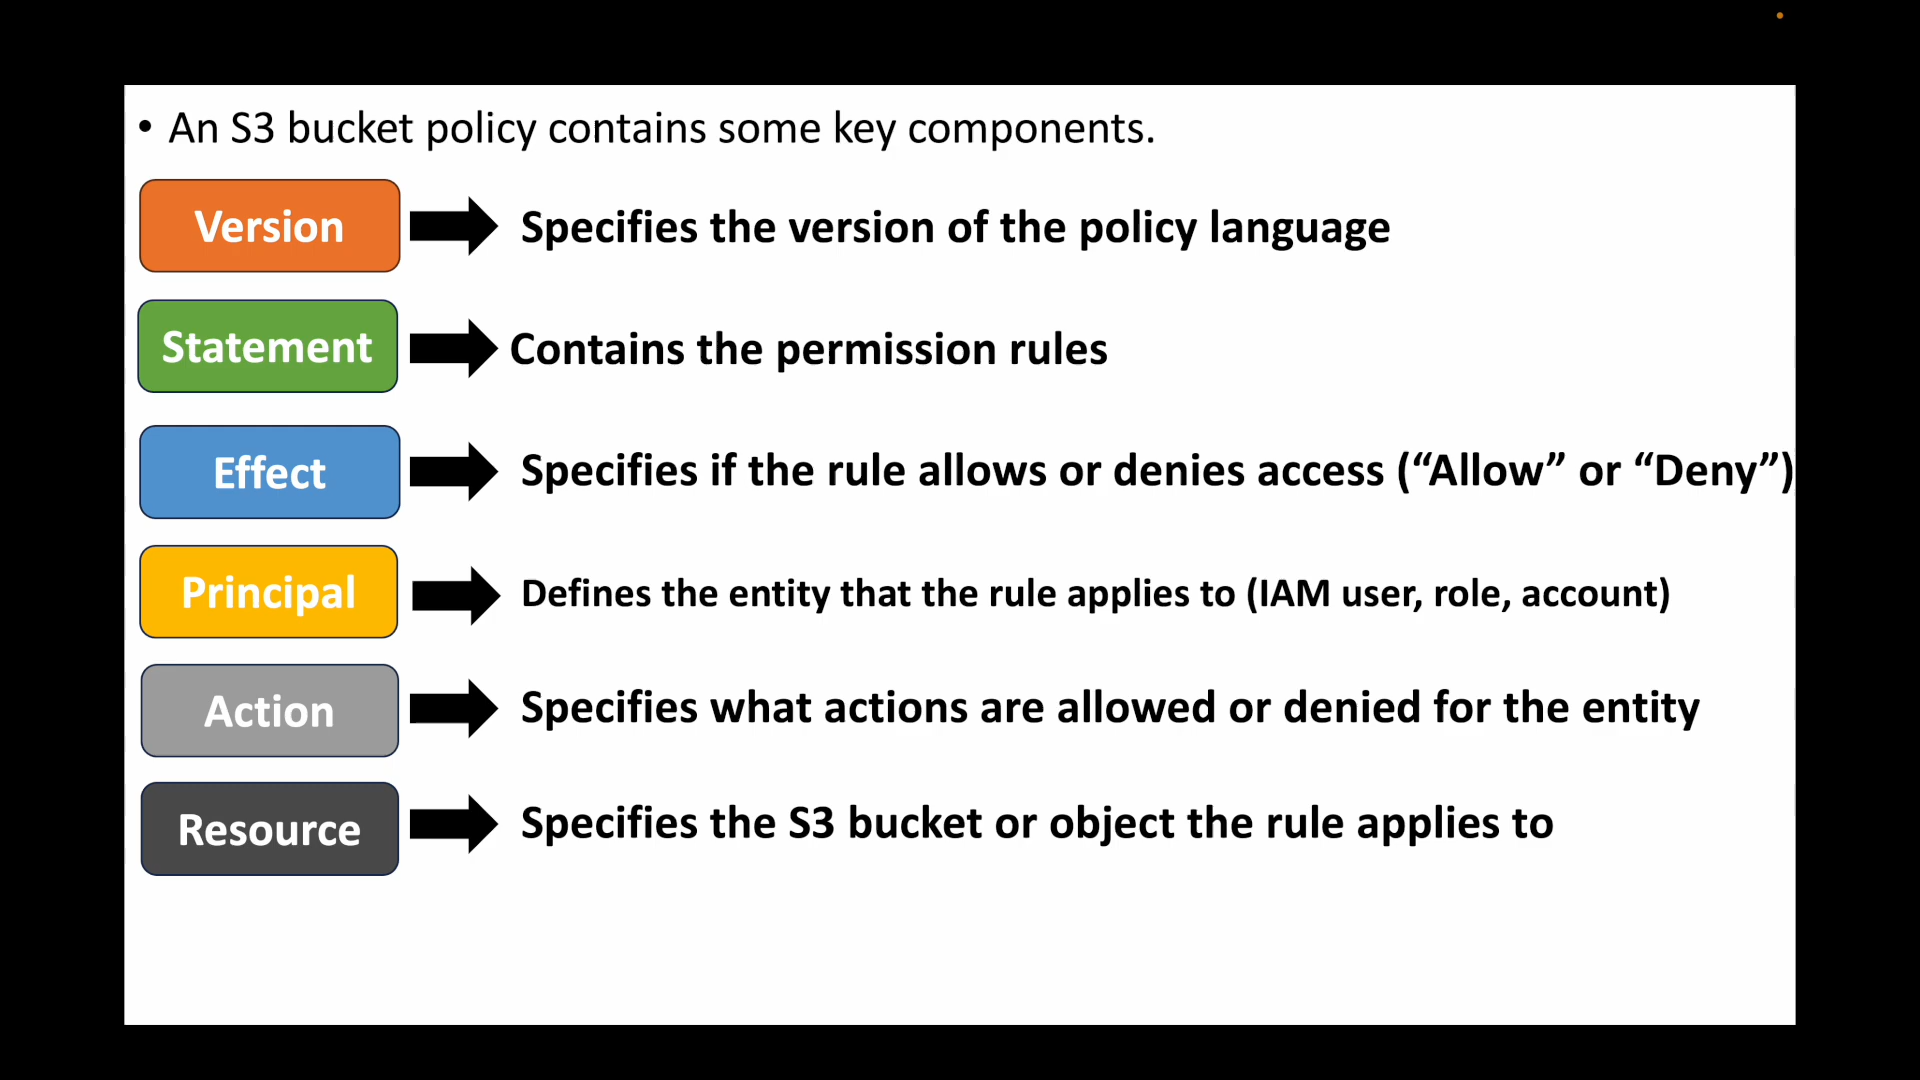 • An S3 bucket policy contains some key components.
Version Specifies the version of the policy language
Statement Contains the permission rules
Effect Specifies if the rule allows or denies access (“Allow” or “Deny”)
Principal Defines the entity that the rule applies to (IAM user, role, account)
Action Specifies what actions are allowed or denied for the entity
Resource Specifies the S3 bucket or object the rule applies to